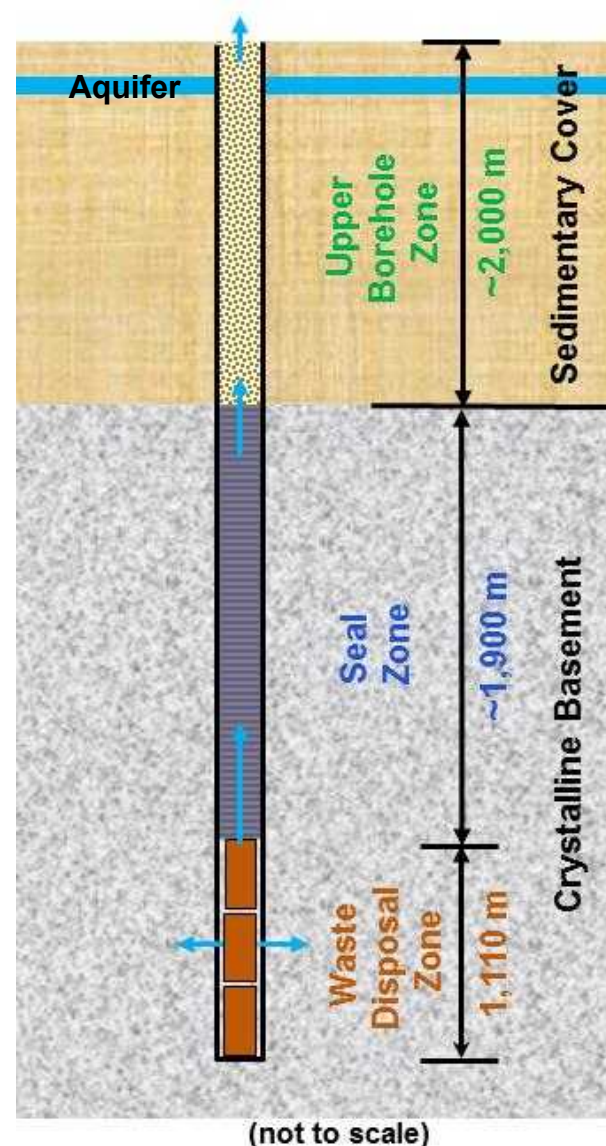 Aquifer
Upper
Borehole
Zone
~2,000 m
Sedimentary Cover
Seal
Zone
~1,900 m
Crystalline Basement
Waste
Disposal
Zone
1,110 m
(not to scale)